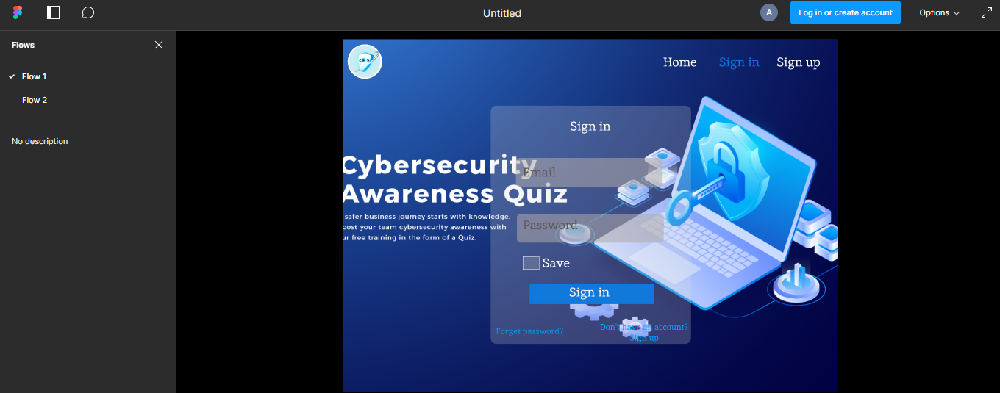 Untitled
A
Log in or create account
Options
Flows
Flow 1
Flow 2
No description
Home
Sign in
Sign up
Sign in
Cybersecurity
Awareness Quiz
safer business journey starts with knowledge.
oost your team cybersecurity awareness with
ur free training in the form of a Quiz.
Email
Password
Save
Sign in
Forget password?
Don't have an account?
Sign up